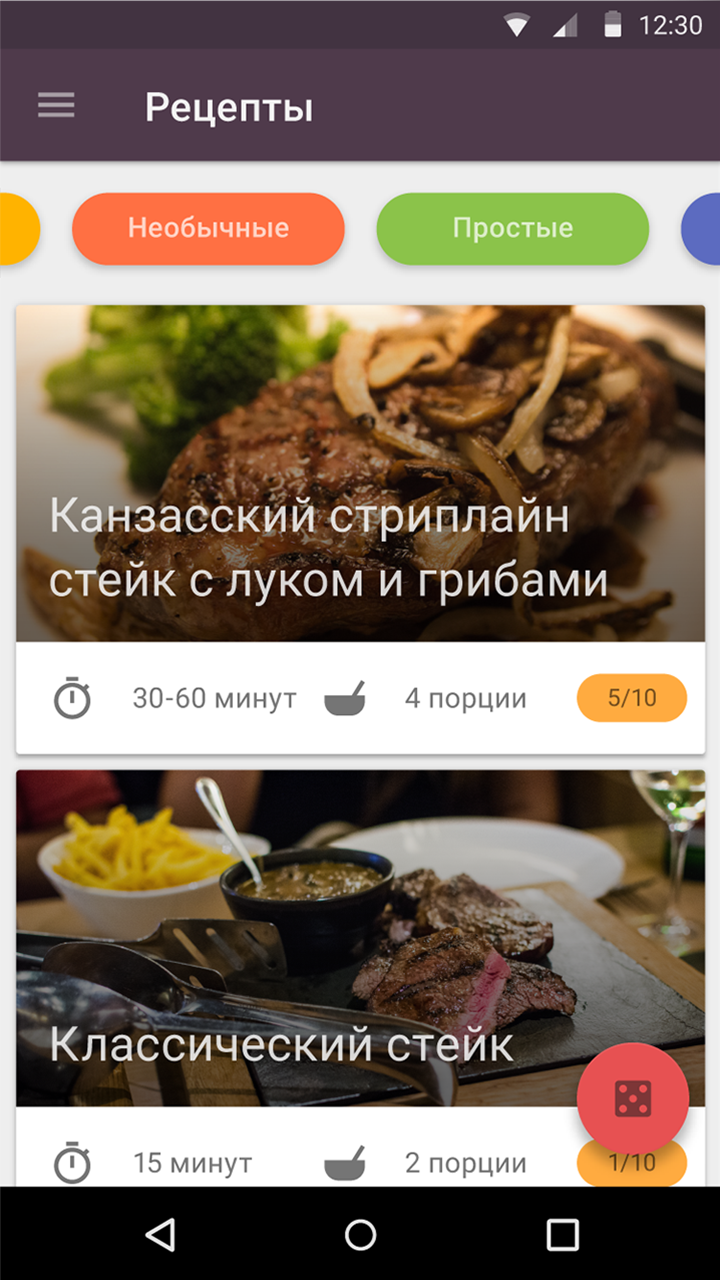 12:30
Рецепты
Необычные
Простые
Канзасский стриплайн
стейк с луком и грибами
30-60 минут
4 порции
5/10
Классический стейк
15 минут
2 порции
1/10